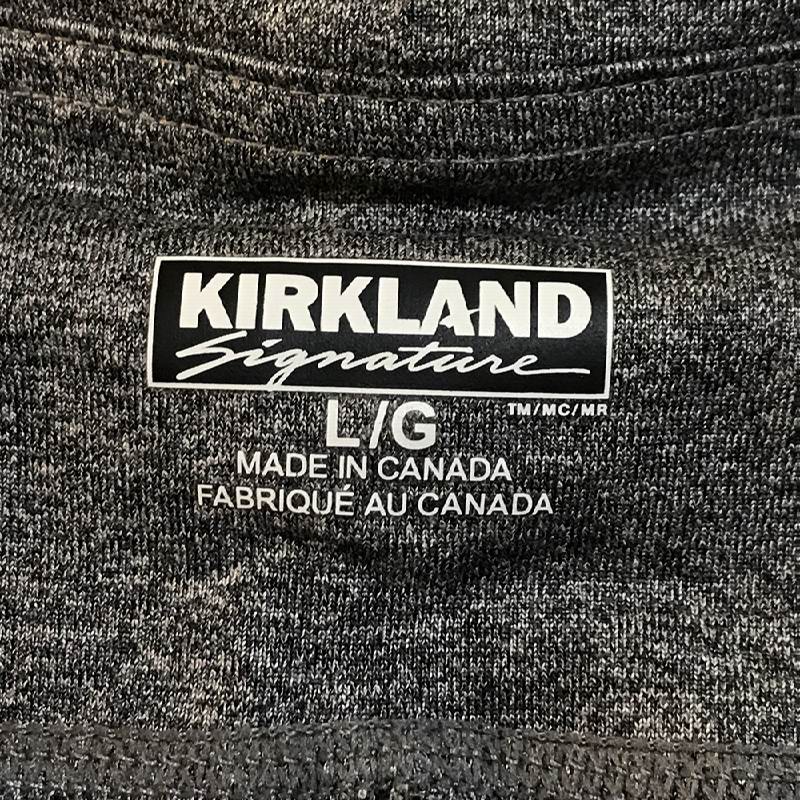 KIRKLAND
Signature
TM/MC/MR
L/G
MADE IN CANADA
FABRIQUÉ AU CANADA